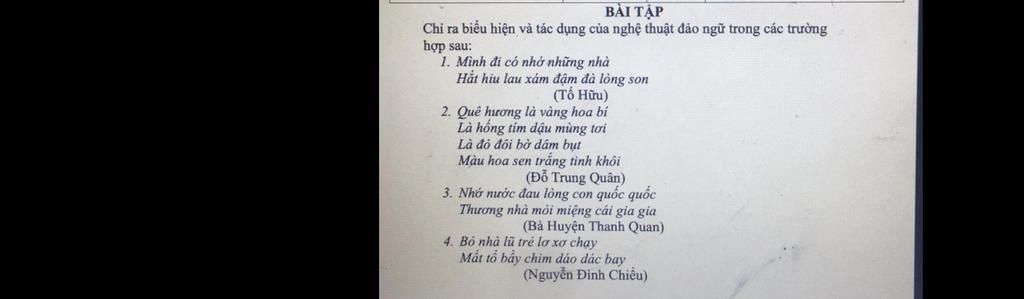 BÀI TẬP
Chỉ ra biểu hiện và tác dụng của nghệ thuật đảo ngữ trong các trường
hợp sau:
1. Mình đi có nhớ những nhà
Hắt hiu lau xám đậm đà lòng son
(Tố Hữu)
2. Quê hương là vàng hoa bí
Là hồng tím dậu mùng tơi
Là đỏ đôi bờ dâm bụt
Màu hoa sen trắng tinh khôi
(Đỗ Trung Quân)
3. Nhớ nước đau lòng con quốc quốc
Thương nhà mỏi miệng cái gia gia
(Bà Huyện Thanh Quan)
4. Bỏ nhà lũ trẻ lơ xơ chạy
Mất tổ bầy chim dáo dác bay
(Nguyễn Đình Chiểu)